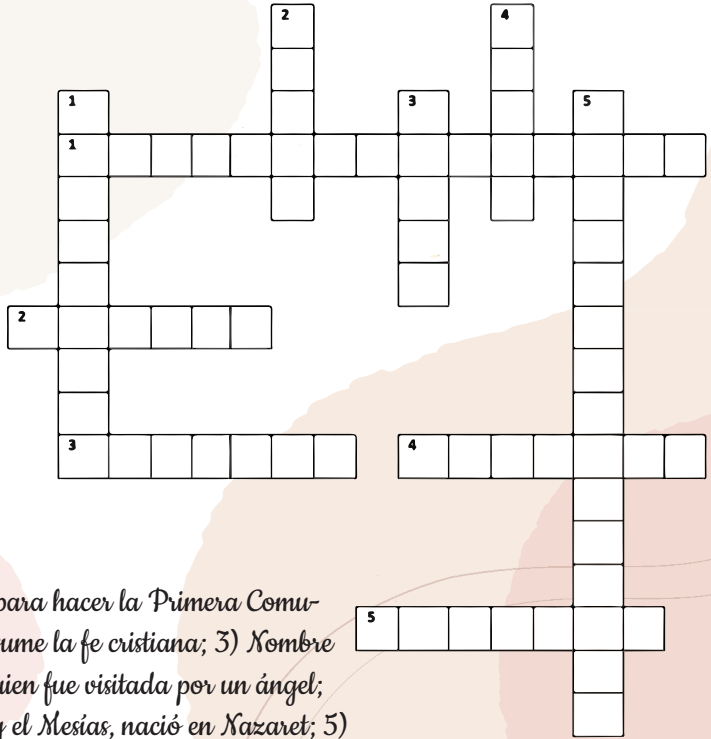 2 4
1 3 5
1
2
3 4
5
para hacer la Primera Comu-
ume la fe cristiana; 3) Nombre
uien fue visitada por un ángel;
y el Mesías, nació en Nazaret; 5)